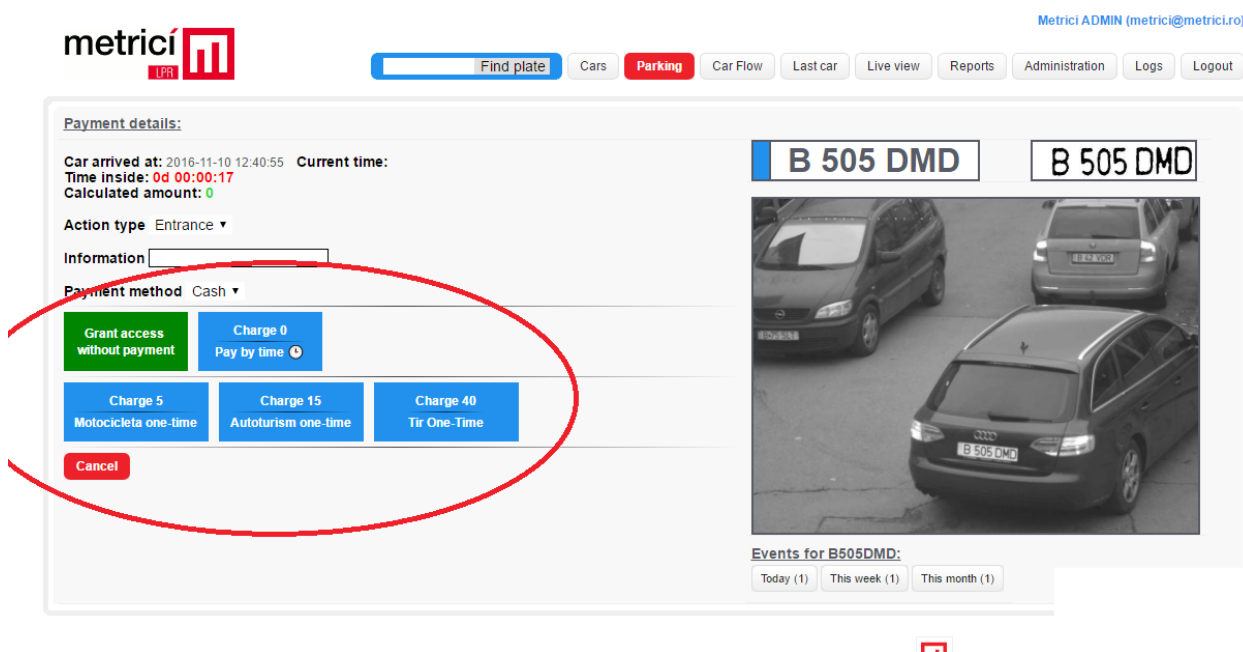 Metrici ADMIN (metrici@metrici.ro)
metricí
LPR
Find plate Cars Parking Car Flow Last car Live view Reports Administration Logs Logout
Payment details:
Car arrived at: 2016-11-10 12:40:55 Current time:
Time inside: 0d 00:00:17
Calculated amount: 0
Action type Entrance
Information
Payment method Cash
Grant access
without payment
Charge 0
Pay by time
Charge 5
Motocicleta one-time
Charge 15
Autoturism one-time
Charge 40
Tir One-Time
Cancel
B 505 DMD
B 505 DMD
B 42 VOR
B 505 DMD
Events for B505DMD:
Today (1) This week (1) This month (1)